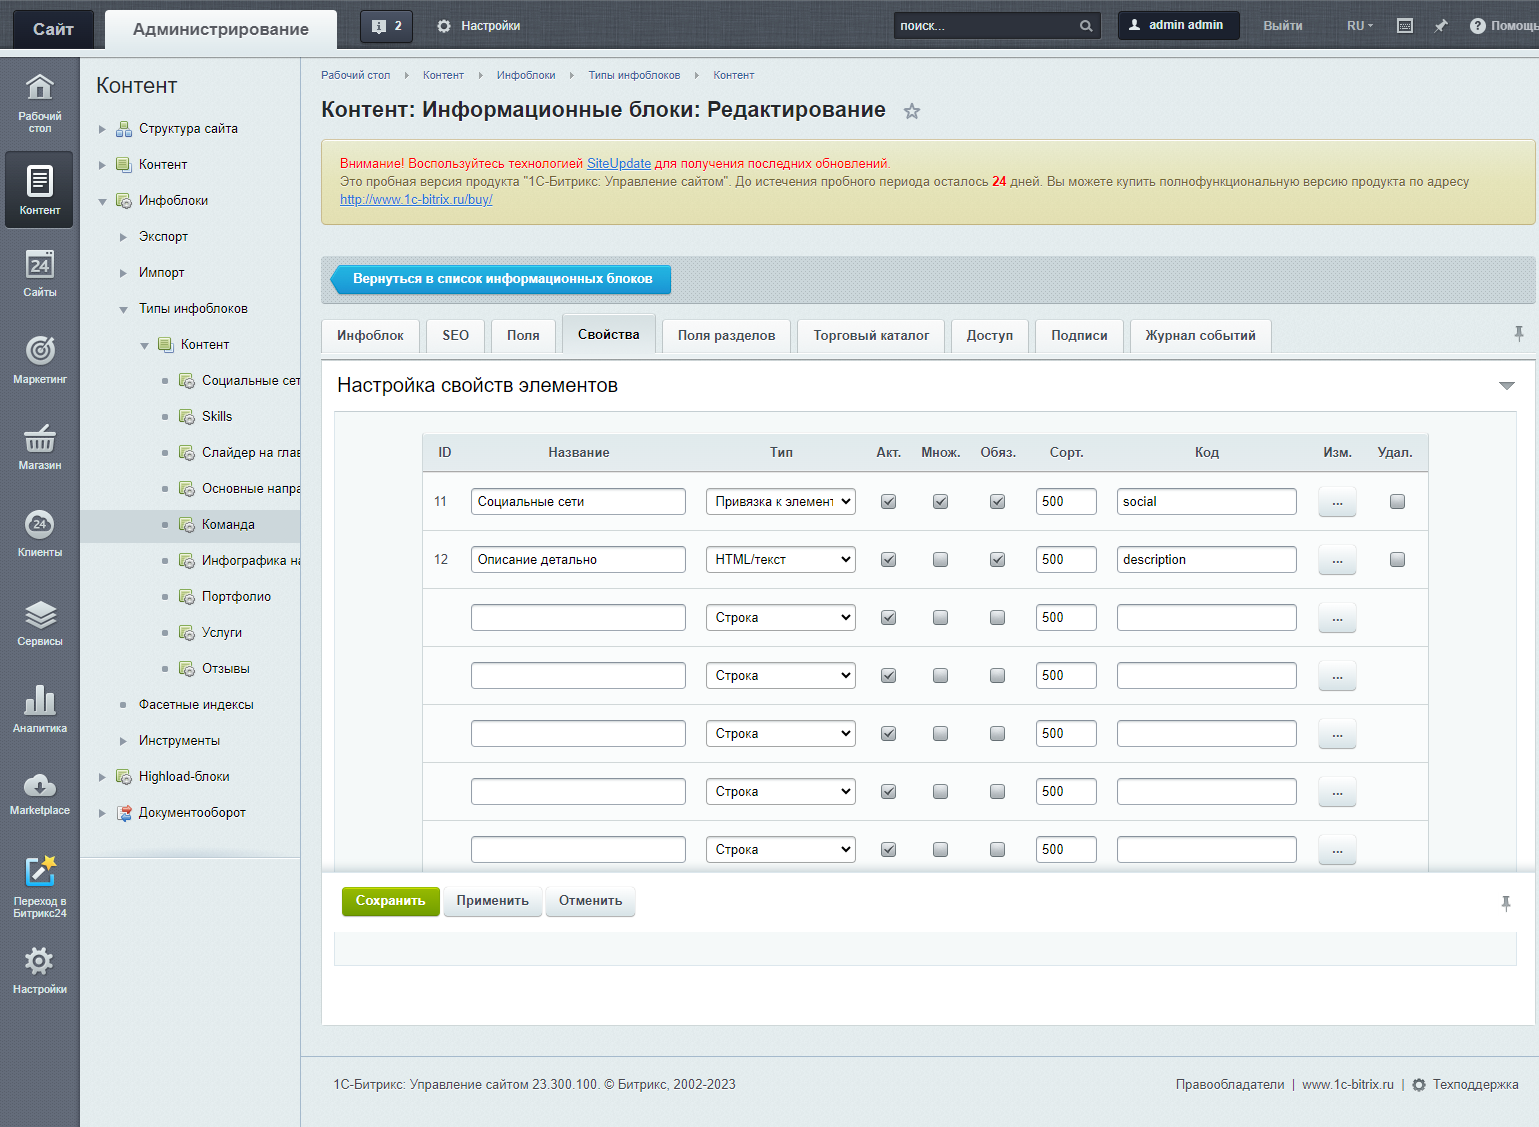 Сайт
Администрирование
2
Настройки
поиск...
admin admin
Выйти
RU
Помощь
Рабочий стол
Контент
24
Сайты
Маркетинг
Магазин
24
Клиенты
Сервисы
Аналитика
Marketplace
Переход в Битрикс24
Настройки
Контент
Структура сайта
Контент
Инфоблоки
Экспорт
Импорт
Типы инфоблоков
Контент
Социальные сет
Skills
Слайдер на глав
Основные напра
Команда
Инфографика на
Портфолио
Услуги
Отзывы
Фасетные индексы
Инструменты
Highload-блоки
Документооборот
Рабочий стол Контент Инфоблоки Типы инфоблоков Контент
Контент: Информационные блоки: Редактирование
Внимание! Воспользуйтесь технологией SiteUpdate для получения последних обновлений.
Это пробная версия продукта "1С-Битрикс: Управление сайтом". До истечения пробного периода осталось 24 дней. Вы можете купить полнофункциональную версию продукта по адресу
http://www.1c-bitrix.ru/buy/
Вернуться в список информационных блоков
Инфоблок SEO Поля Свойства Поля разделов Торговый каталог Доступ Подписи Журнал событий
Настройка свойств элементов
ID Название Тип Акт. Множ. Обяз. Сорт. Код Изм. Удал.
11 Социальные сети Привязка к элемент 500 social ...
12 Описание детально HTML/текст 500 description ...
Строка 500 ...
Строка 500 ...
Строка 500 ...
Строка 500 ...
Строка 500 ...
Сохранить Применить Отменить
1С-Битрикс: Управление сайтом 23.300.100. © Битрикс, 2002-2023
Правообладатели | www.1c-bitrix.ru | Техподдержка